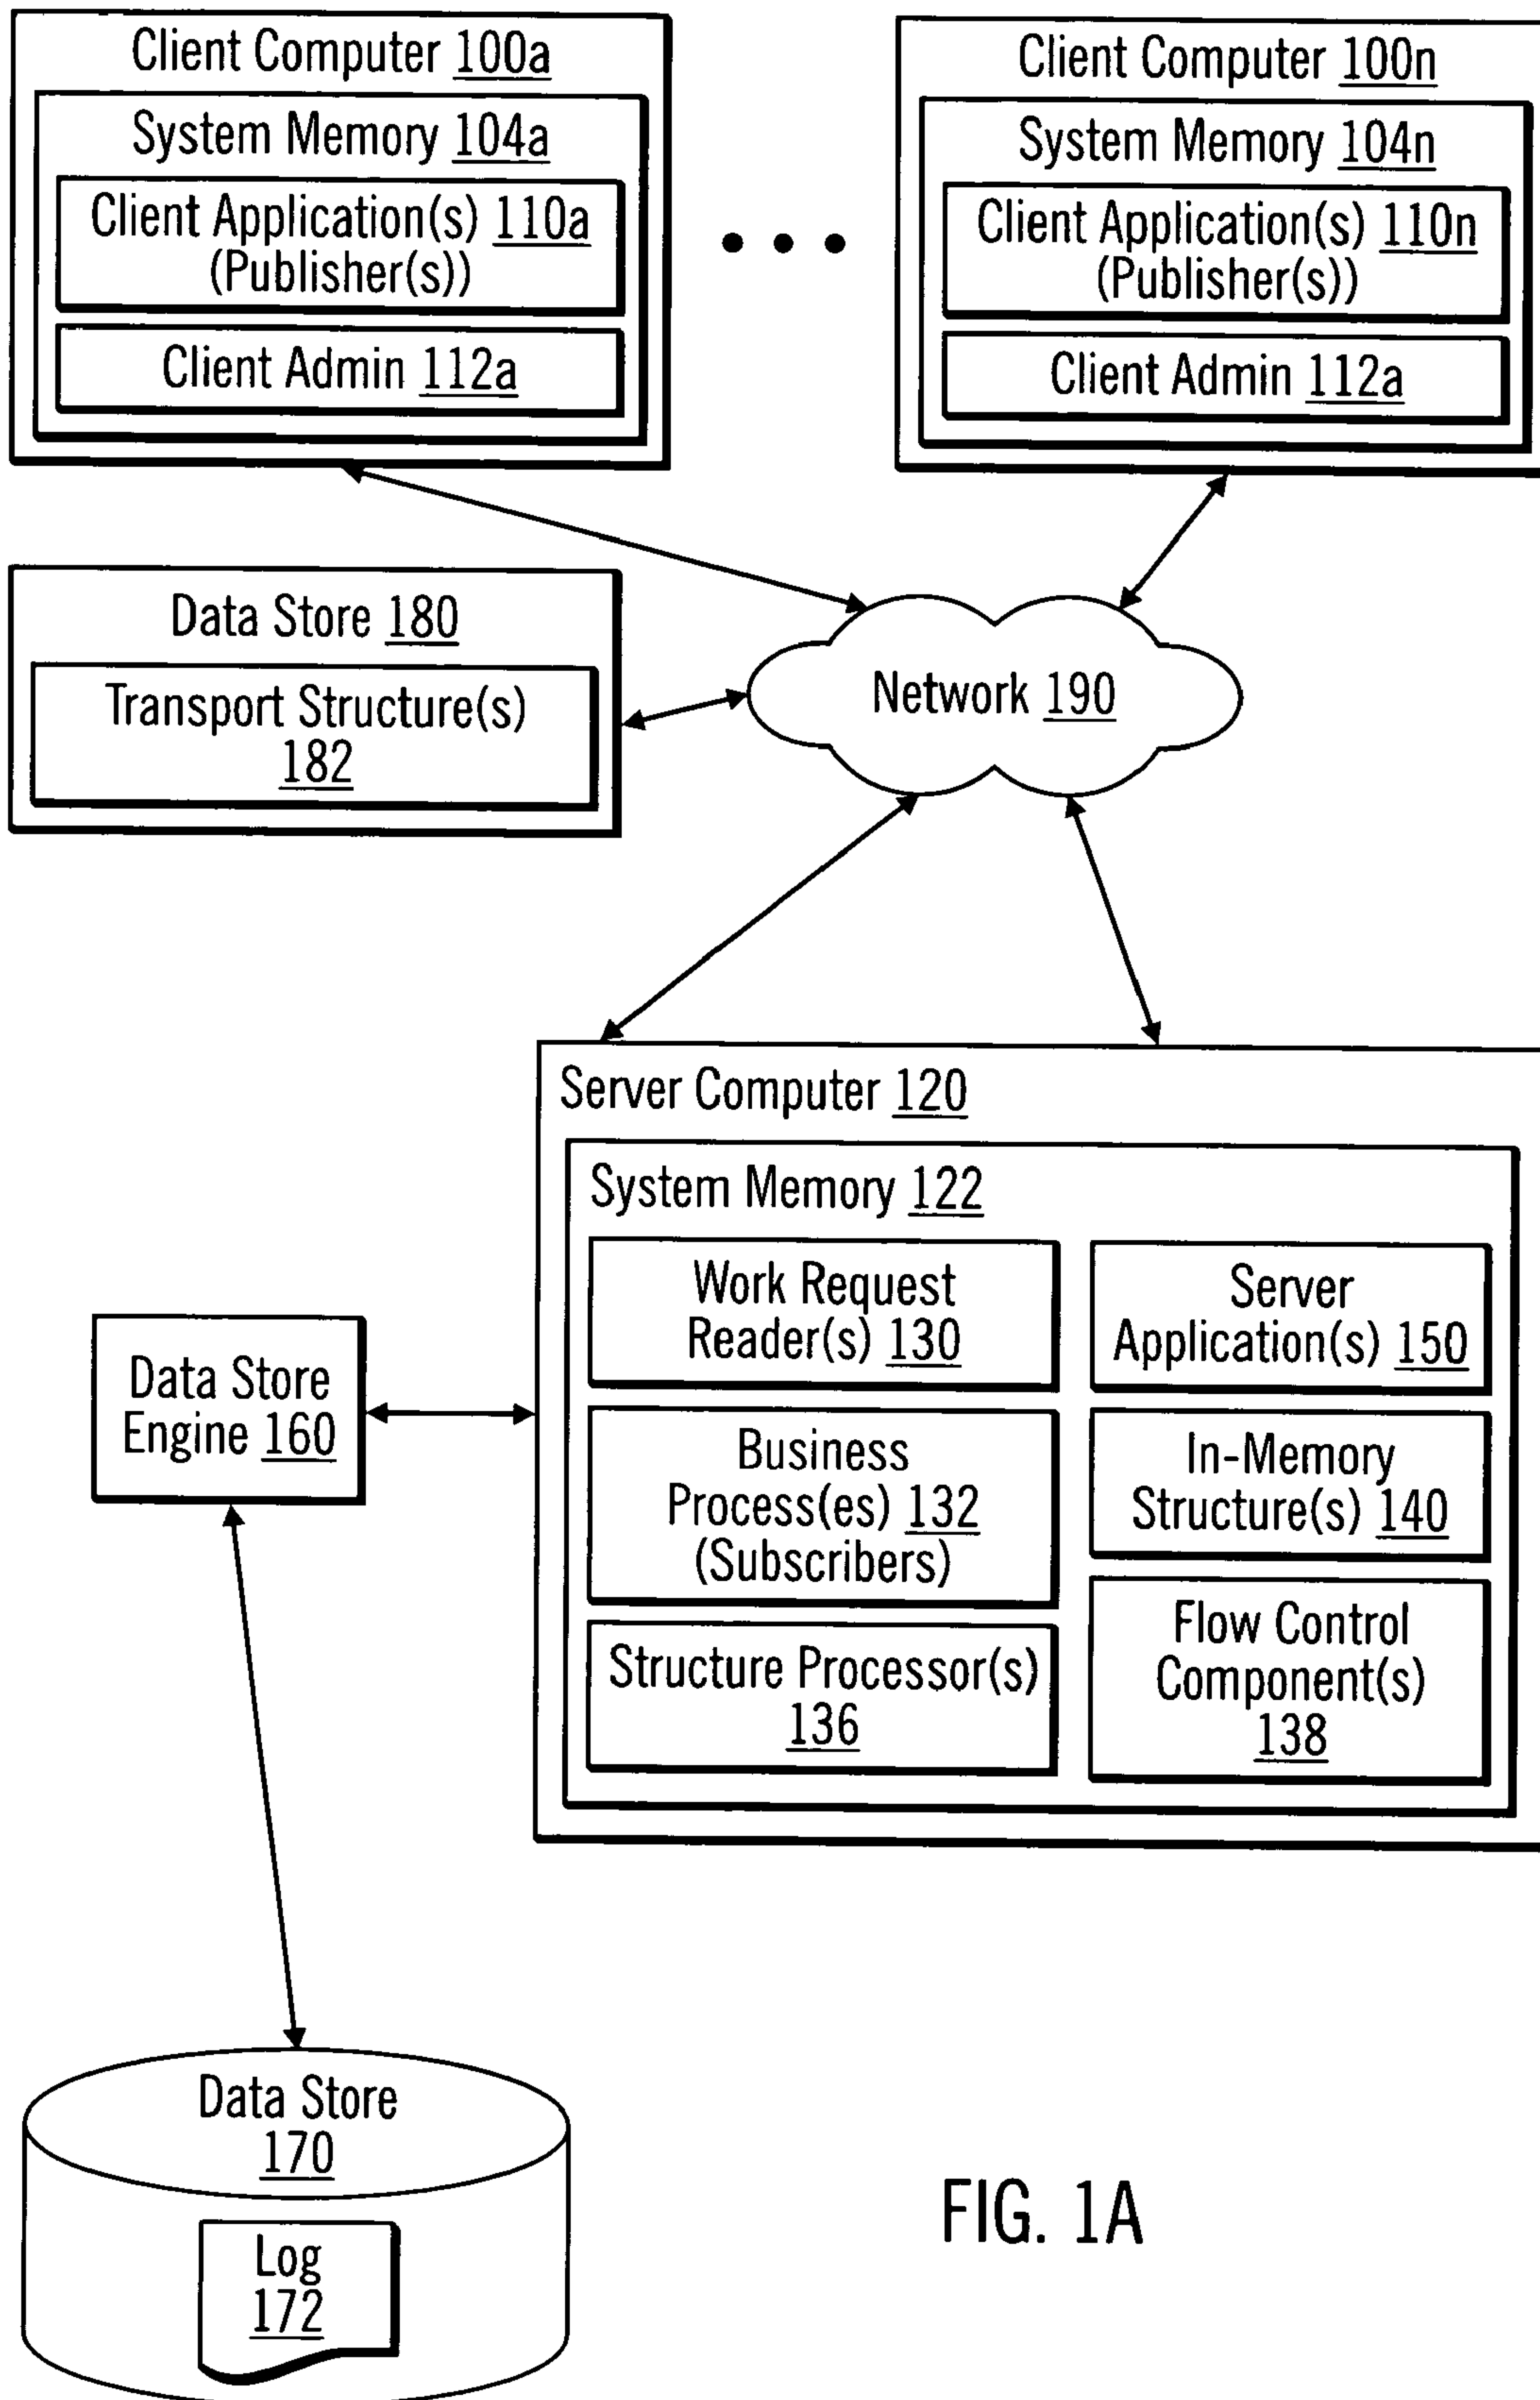 Client Computer 100a
System Memory 104a
Client Application(s) 110a
(Publisher(s))
Client Admin 112a
Client Computer 100n
System Memory 104n
Client Application(s) 110n
(Publisher(s))
Client Admin 112a
Data Store 180
Transport Structure(s)
182
Network 190
Server Computer 120
System Memory 122
Work Request
Reader(s) 130
Server
Application(s) 150
Business
Process(es) 132
(Subscribers)
In-Memory
Structure(s) 140
Structure Processor(s)
136
Flow Control
Component(s)
138
Data Store
Engine 160
Data Store
170
Log
172
FIG. 1A